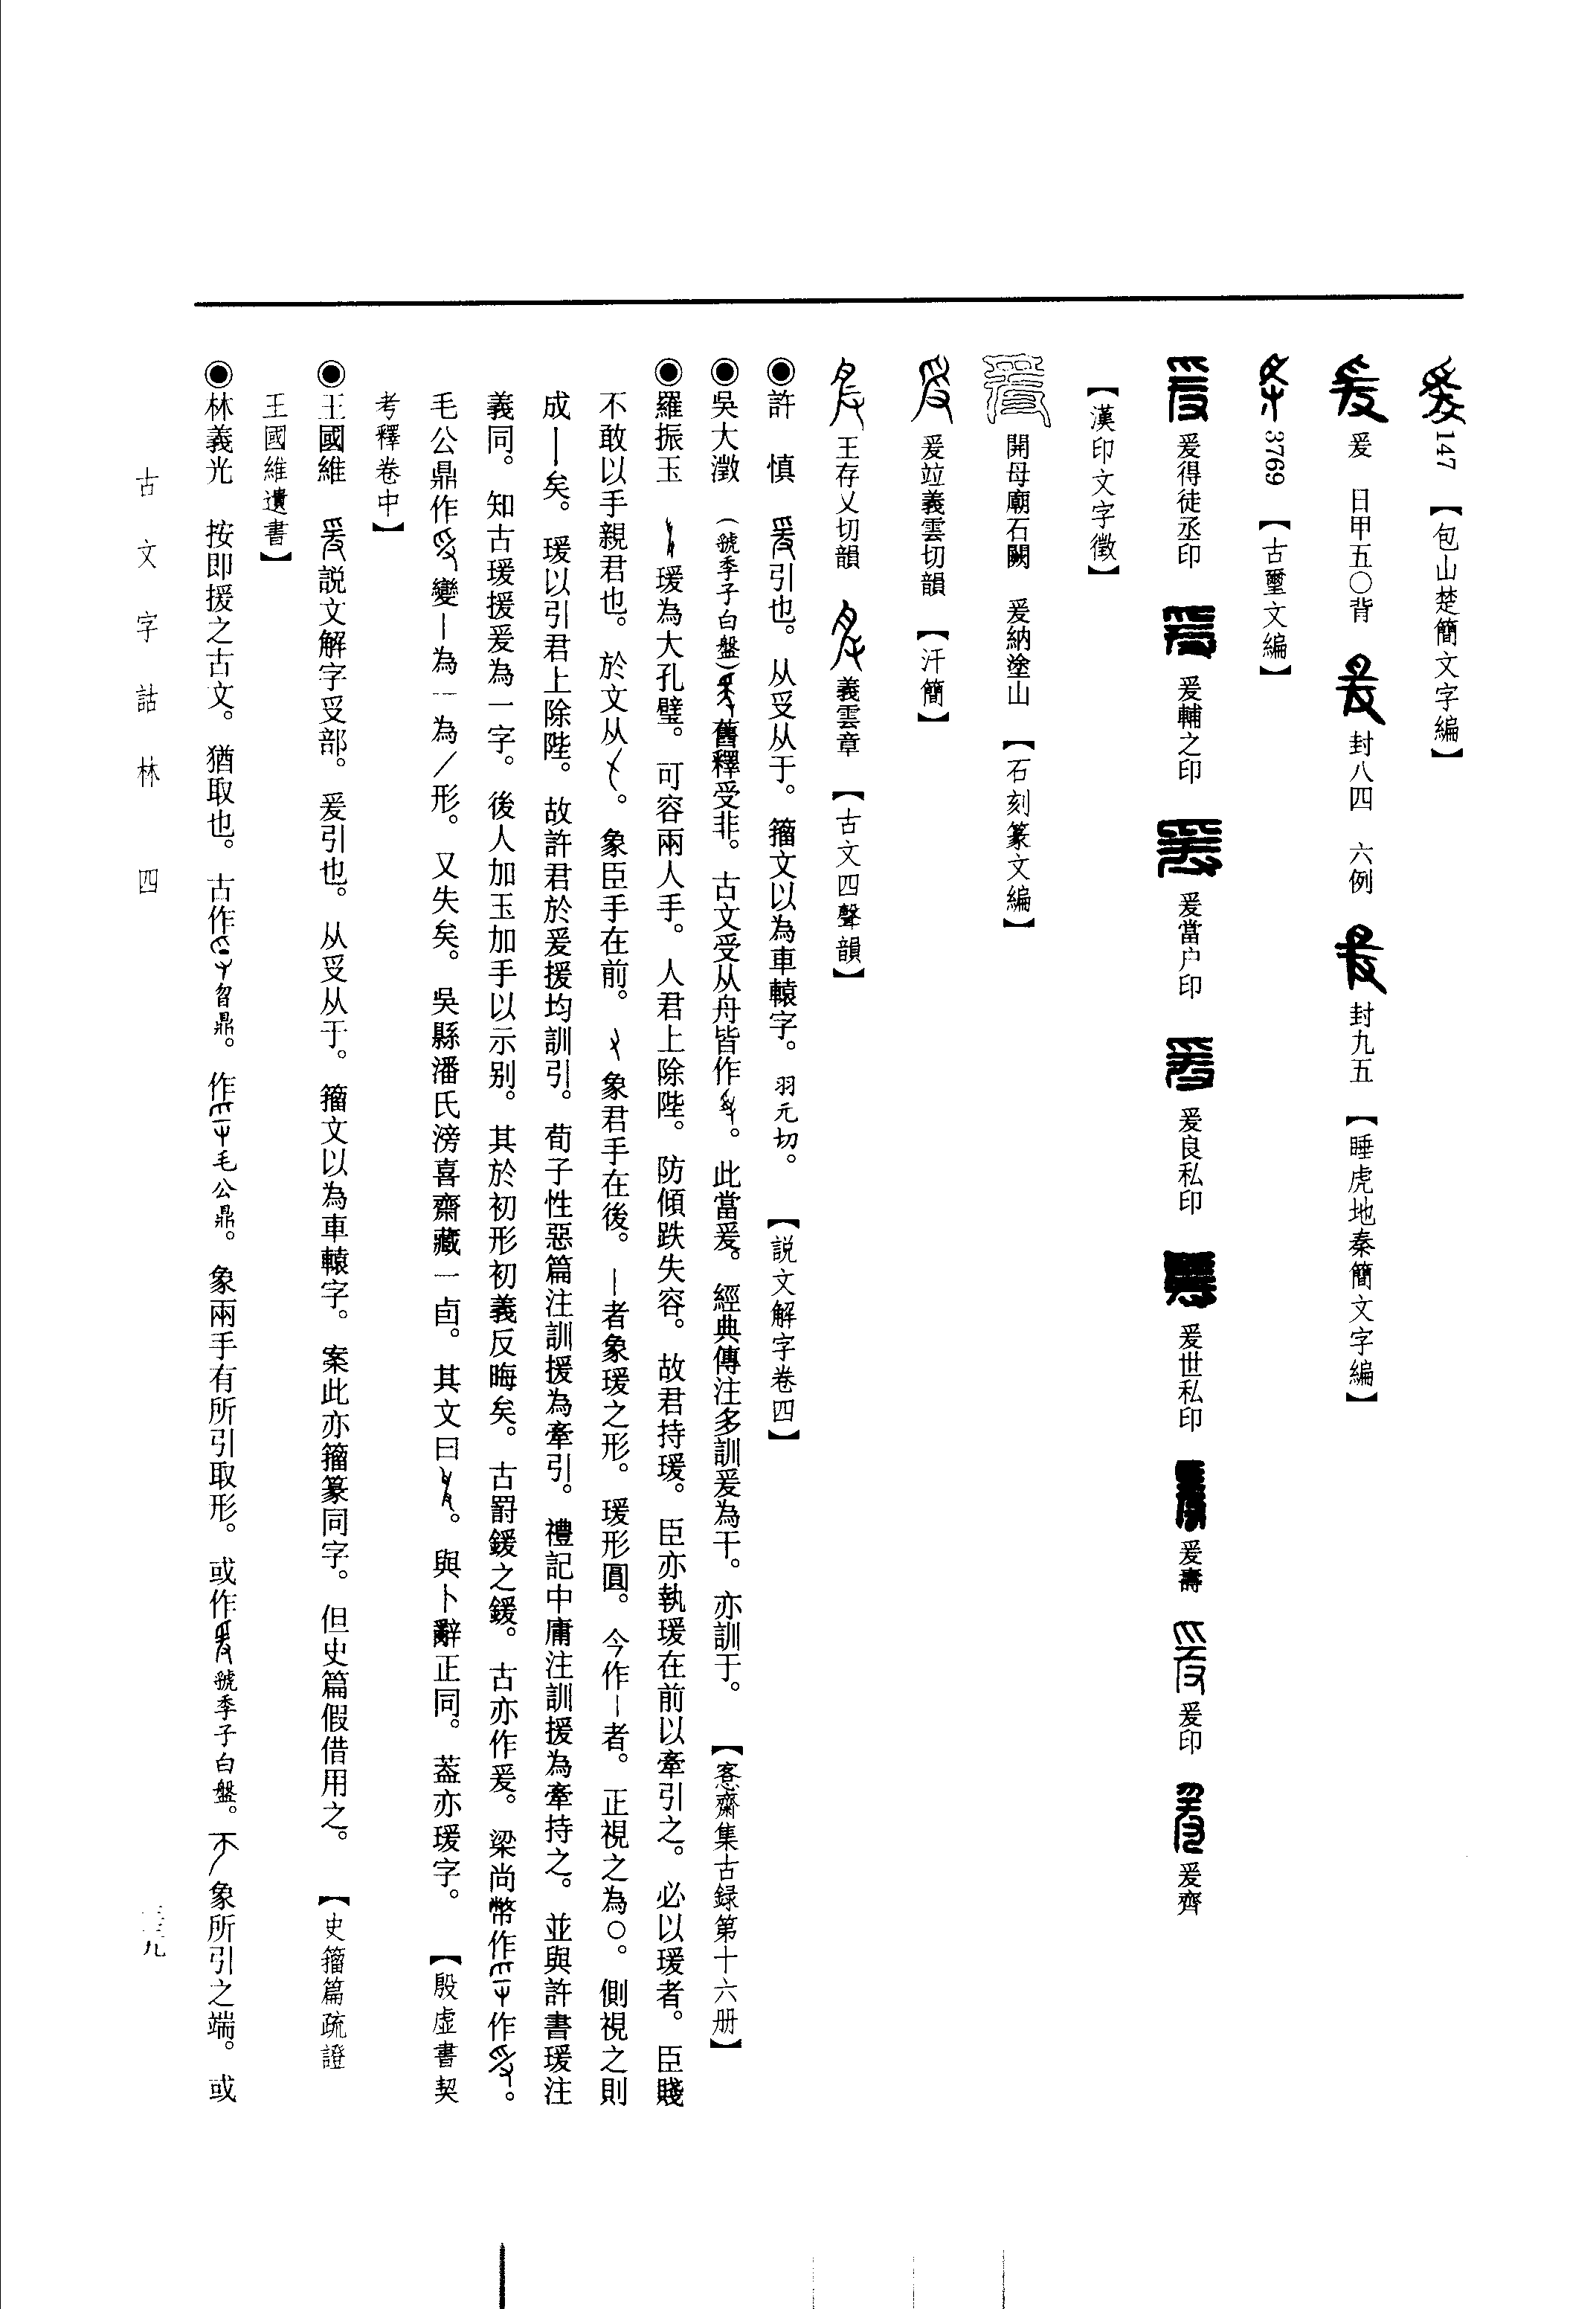 147 【包山楚簡文字編】
爰 日甲五〇背 封八四 六例 封九五 【睡虎地秦簡文字編】
3769 【古璽文編】
爰得徒丞印 爰輔之印 爰當户印 爰良私印 爰世私印 爰壽 爰印 爰齊
【漢印文字徵】
開母廟石闕 爰納塗山 【石刻篆文編】
爰竝義雲切韻 【汗簡】
王存乂切韻 義雲章 【古文四聲韻】
◉許 慎 引也。从𠬪从于。籀文以為車轅字。羽元切。 【説文解字卷四】
◉吳大澂 (號季子白盤)舊釋受非。古文受从舟皆作。此當爰。經典傳注多訓爰為干。亦訓于。 【愙齋集古録第十六册】
◉羅振玉 瑗為大孔璧。可容兩人手。人君上除陛。防傾跌失容。故君持瑗。臣亦執瑗在前以牽引之。必以瑗者。臣賤
不敢以手親君也。於文从。象臣手在前。象君手在後。丨者象瑗之形。瑗形圓。今作丨者。正視之為○。側視之則
成丨矣。瑗以引君上除陛。故許君於爰援均訓引。荀子性惡篇注訓援為牽引。禮記中庸注訓援為牽持之。並與許書瑗注
義同。知古瑗援爰為一字。後人加玉加手以示别。其於初形初義反晦矣。古罸鍰之鍰。古亦作爰。梁尚幣作作。
毛公鼎作變丨為一為╱形。又失矣。吳縣潘氏滂喜齋藏一卣。其文曰。與卜辭正同。葢亦瑗字。 【殷虛書契
考釋卷中】
◉王國維 説文解字𠬪部。爰引也。从𠬪从于。籀文以為車轅字。案此亦籀篆同字。但史篇假借用之。 【史籀篇疏證
王國維遺書】
◉林義光 按即援之古文。猶取也。古作曶鼎。作毛公鼎。象兩手有所引取形。或作號季子白盤。象所引之端。或
古文字詁林 四
三三九